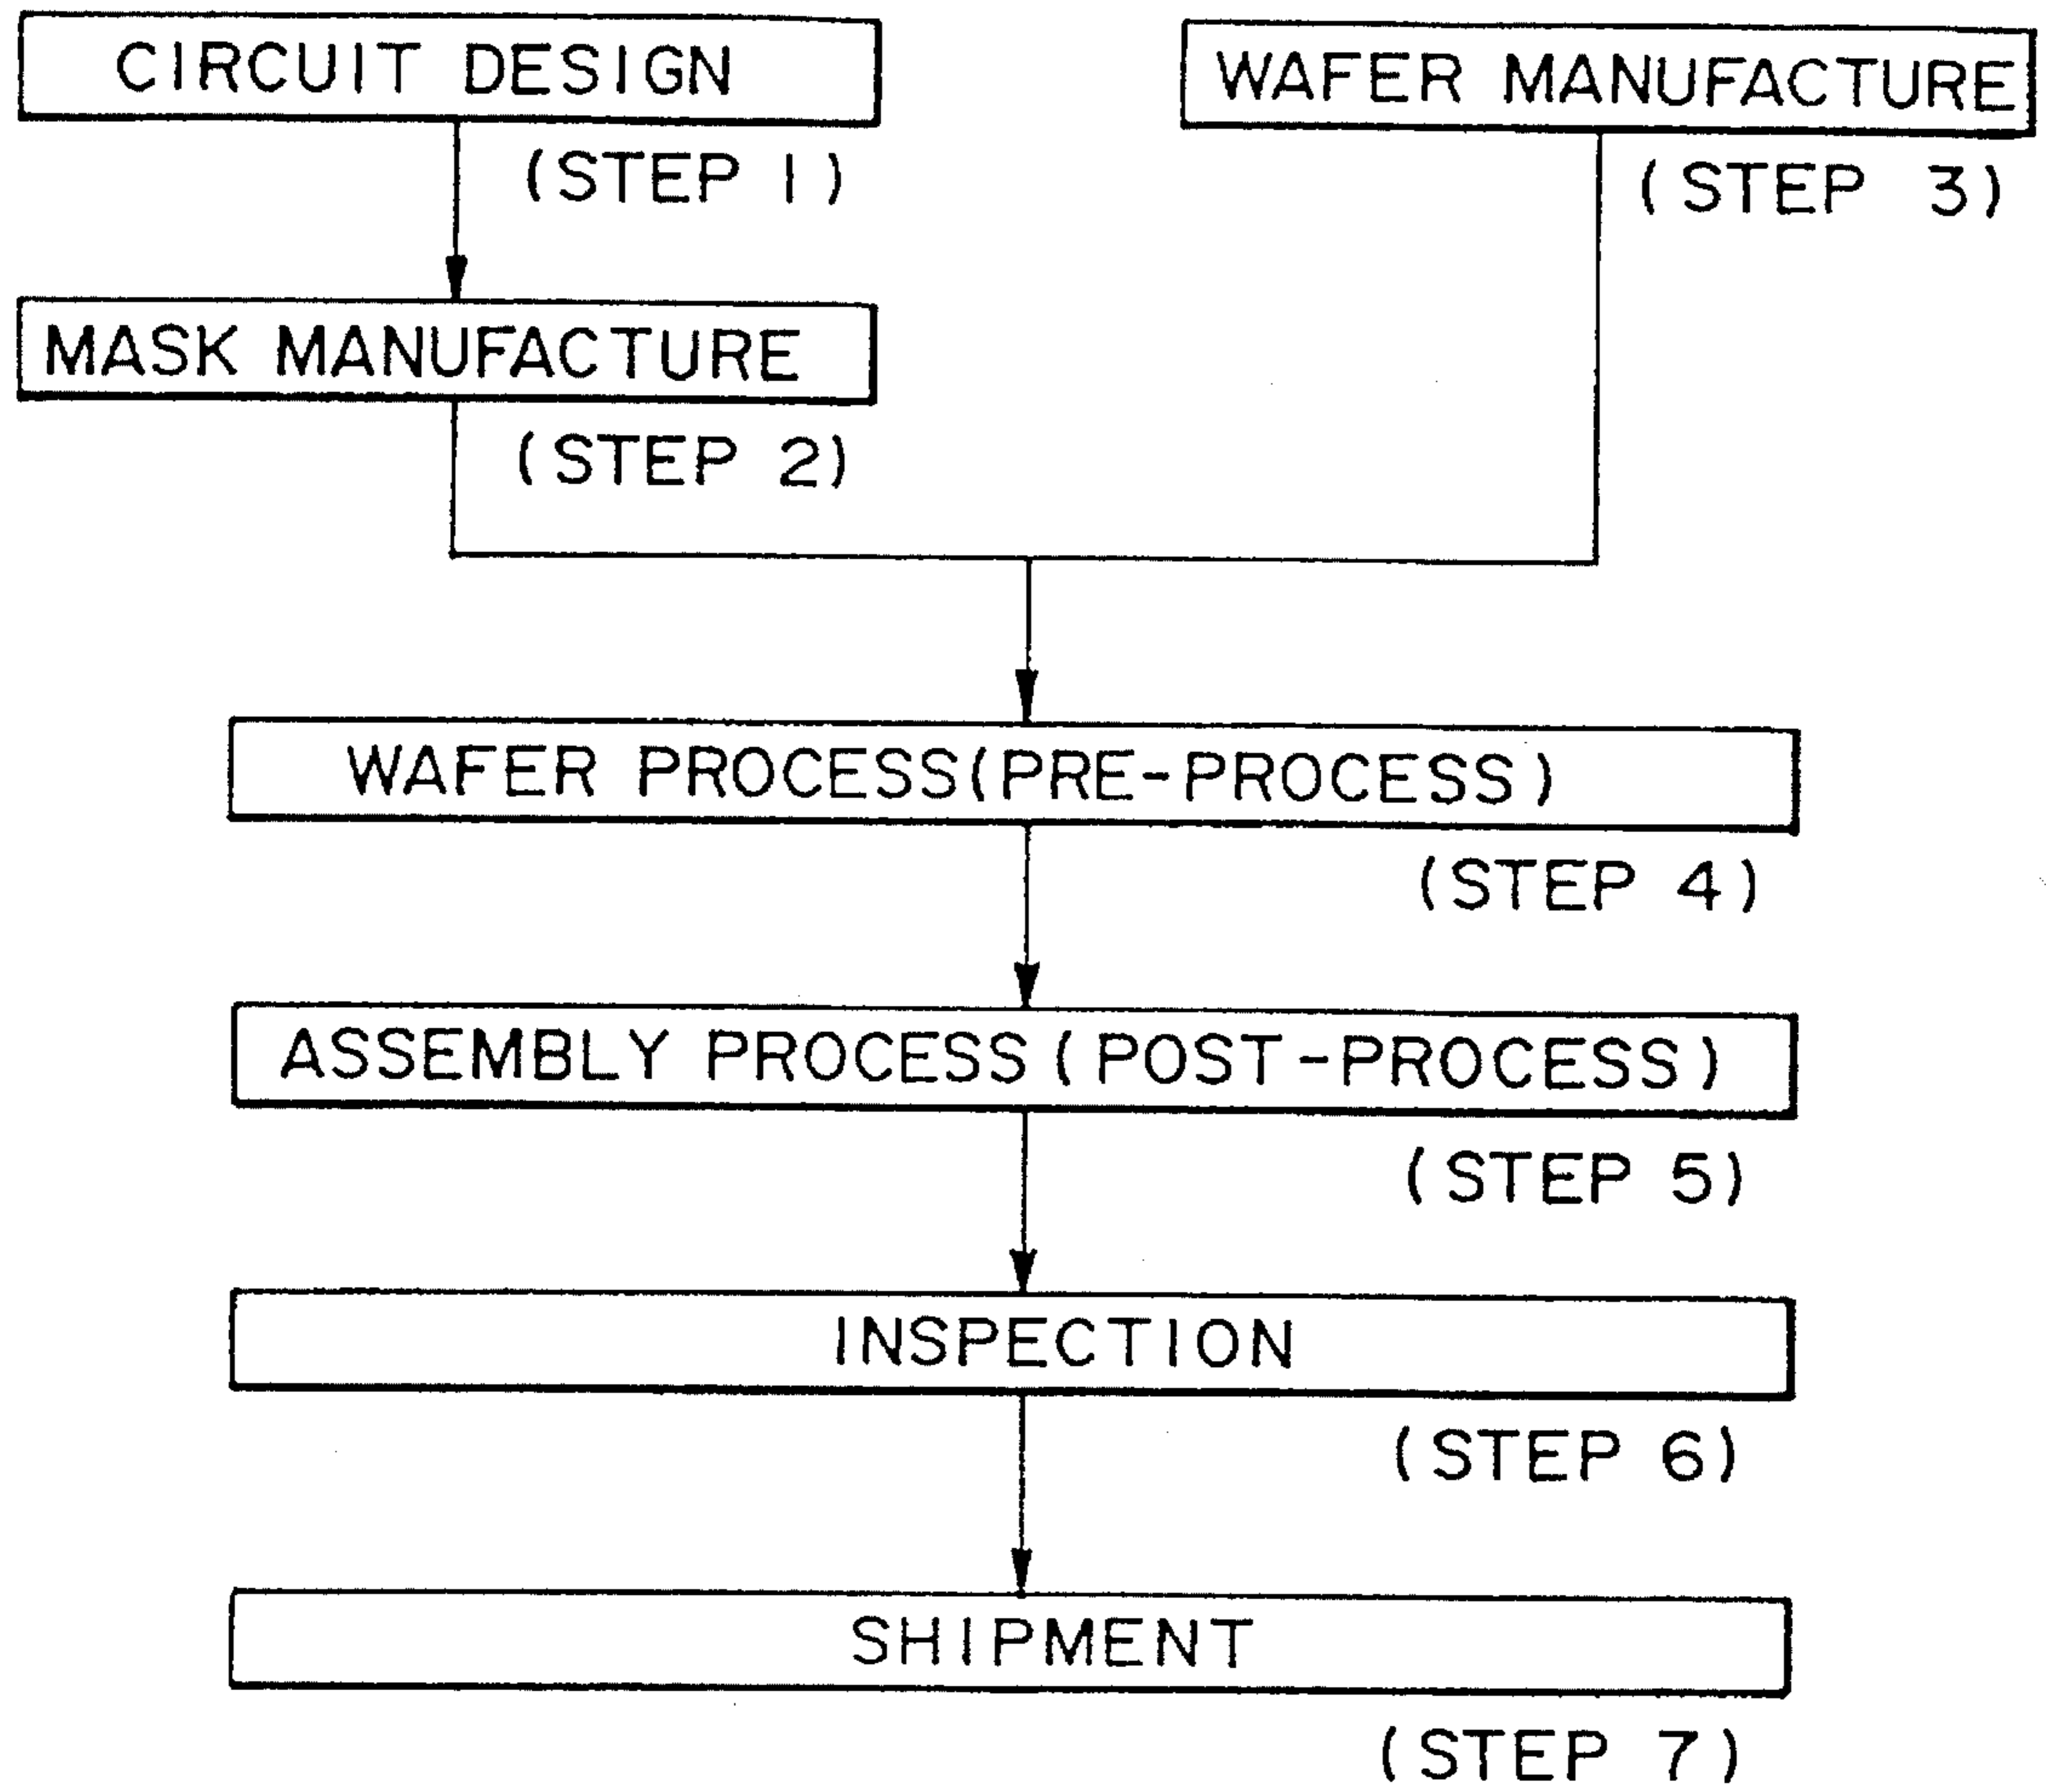 CIRCUIT DESIGN
(STEP 1)
WAFER MANUFACTURE
(STEP 3)
MASK MANUFACTURE
(STEP 2)
WAFER PROCESS(PRE-PROCESS)
(STEP 4)
ASSEMBLY PROCESS(POST-PROCESS)
(STEP 5)
INSPECTION
(STEP 6)
SHIPMENT
(STEP 7)